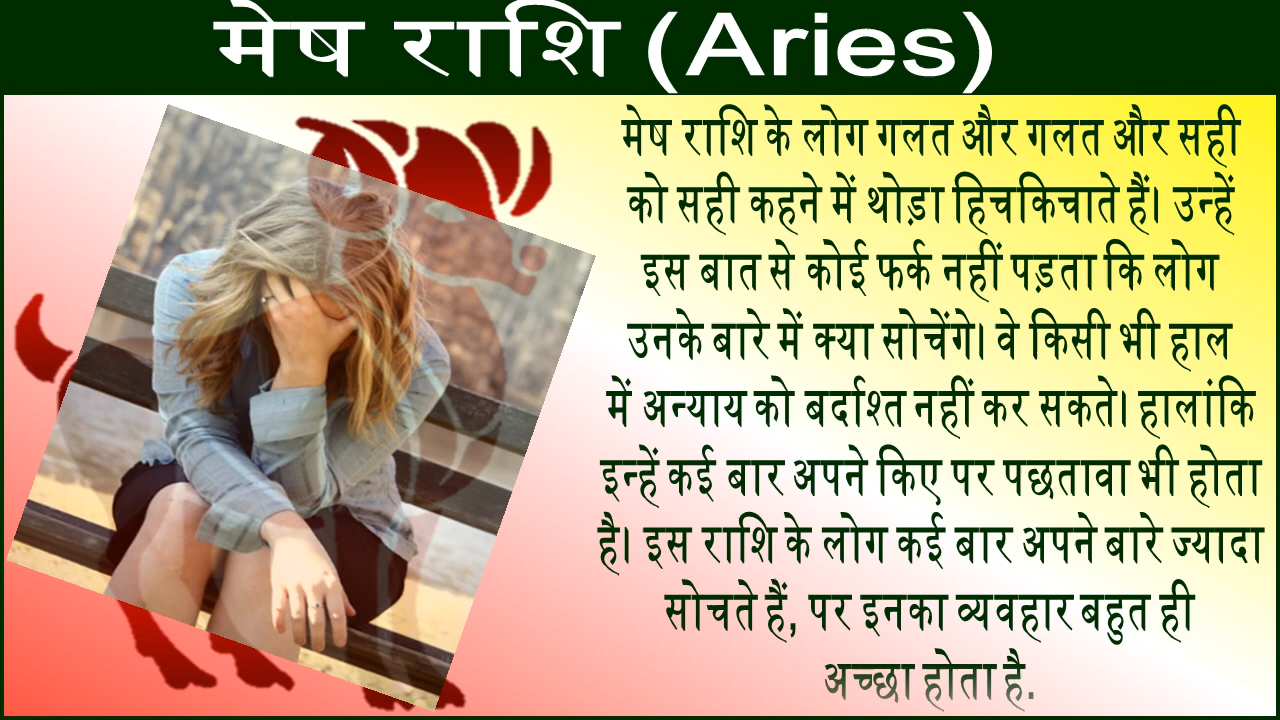 मेष राशि (Aries)
मेष राशि के लोग गलत और गलत और सही
को सही कहने में थोड़ा हिचकिचाते हैं। उन्हें
इस बात से कोई फर्क नहीं पड़ता कि लोग
उनके बारे में क्या सोचेंगे। वे किसी भी हाल
में अन्याय को बर्दाश्त नहीं कर सकते। हालांकि
इन्हें कई बार अपने किए पर पछतावा भी होता
है। इस राशि के लोग कई बार अपने बारे ज्यादा
सोचते हैं, पर इनका व्यवहार बहुत ही
अच्छा होता है.